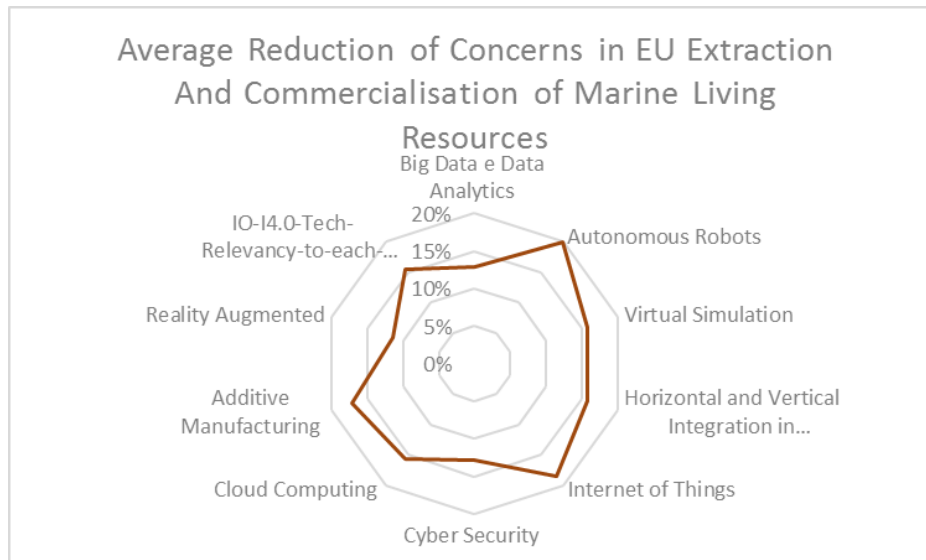 Average Reduction of Concerns in EU Extraction
And Commercialisation of Marine Living
Resources
Big Data e Data
Analytics
20%
15%
10%
5%
0%
Autonomous Robots
Virtual Simulation
Horizontal and Vertical
Integration in...
Internet of Things
Cyber Security
Cloud Computing
Additive
Manufacturing
Reality Augmented
IO-I4.0-Tech-
Relevancy-to-each-...